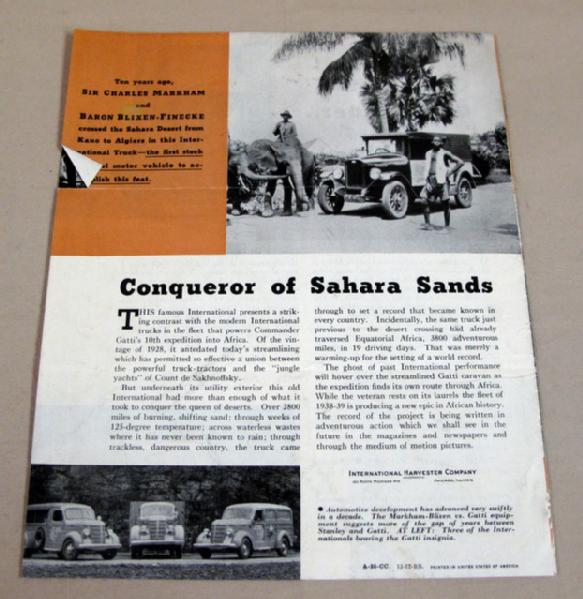 Ten years ago,
SIR CHARLES MARKHAM
and
BARON BLIXEN-FINECKE
crossed the Sahara Desert from
Kano to Algiers in this Inter-
national Truck—the first stock
motor vehicle to ac-
plish this feat.
Conqueror of Sahara Sands
THIS famous International presents a strik-
ing contrast with the modern International
trucks in the fleet that powers Commander
Gatti's 10th expedition into Africa. Of the vin-
tage of 1928, it antedated today's streamlining
which has permitted so effective a union between
the powerful truck-tractors and the "jungle
yachts" of Count de Sakhnoffsky.
But underneath its utility exterior this old
International had more than enough of what it
took to conquer the queen of deserts. Over 2800
miles of burning, shifting sand; through weeks of
125-degree temperature; across waterless wastes
where it has never been known to rain; through
trackless, dangerous country, the truck came
through to set a record that became known in
every country. Incidentally, the same truck just
previous to the desert crossing had already
traversed Equatorial Africa, 3800 adventurous
miles, in 19 driving days. That was merely a
warming-up for the setting of a world record.
The ghost of past International performance
will hover over the streamlined Gatti caravan as
the expedition finds its own route through Africa.
While the veteran rests on its laurels the fleet of
1938-39 is producing a new epic in African history.
The record of the project is being written in
adventurous action which we shall see in the
future in the magazines and newspapers and
through the medium of motion pictures.
INTERNATIONAL HARVESTER COMPANY
● Automotive development has advanced very swiftly
in a decade. The Markham-Blixen vs. Gatti equip-
ment suggests more of the gap of years between
Stanley and Gatti. AT LEFT: Three of the Inter-
nationals bearing the Gatti insignia.
PRINTED IN UNITED STATES OF AMERICA